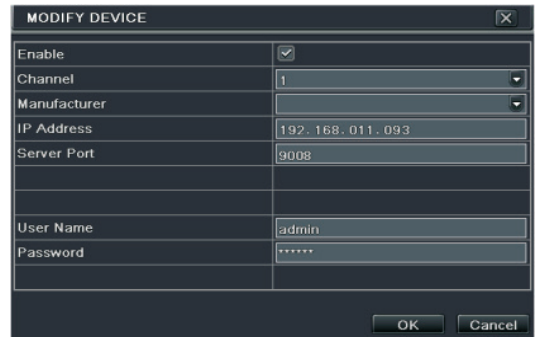 MODIFY DEVICE
Enable
Channel 1
Manufacturer
IP Address 192.168.011.093
Server Port 9008
User Name admin
Password ******
OK Cancel